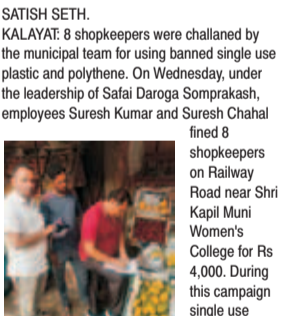 SATISH SETH.
KALAYAT: 8 shopkeepers were challaned by
the municipal team for using banned single use
plastic and polythene. On Wednesday, under
the leadership of Safai Daroga Somprakash,
employees Suresh Kumar and Suresh Chahal
fined 8
shopkeepers
on Railway
Road near Shri
Kapil Muni
Women's
College for Rs
4,000. During
this campaign
single use